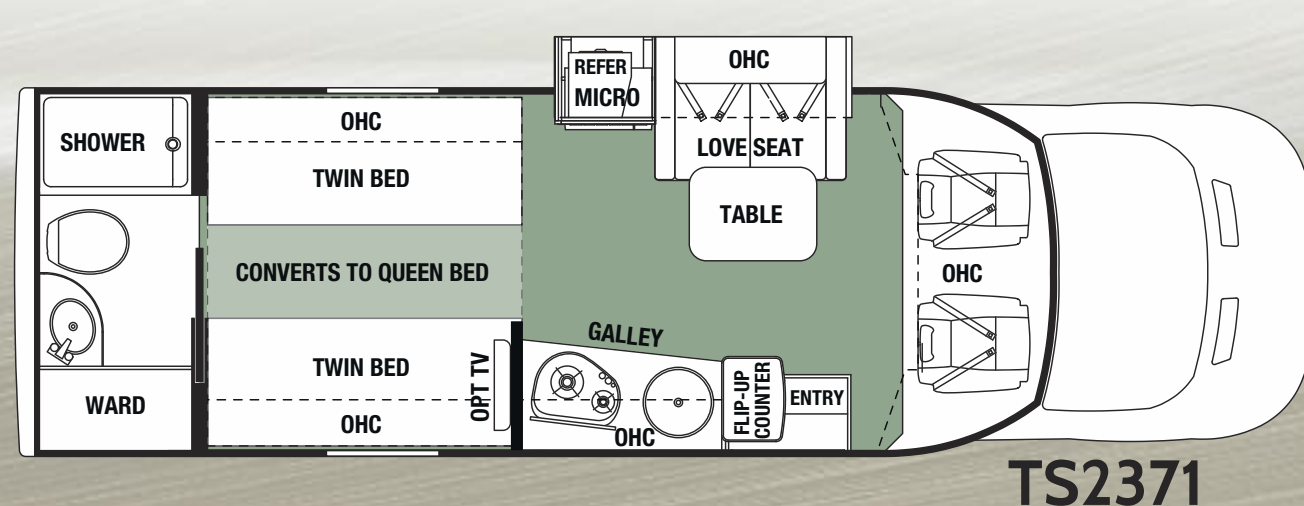 REFER
MICRO
OHC
LOVE SEAT
TABLE
SHOWER
OHC
TWIN BED
CONVERTS TO QUEEN BED
TWIN BED
OHC
OPT TV
WARD
GALLEY
OHC
FLIP-UP
COUNTER
ENTRY
OHC
TS2371